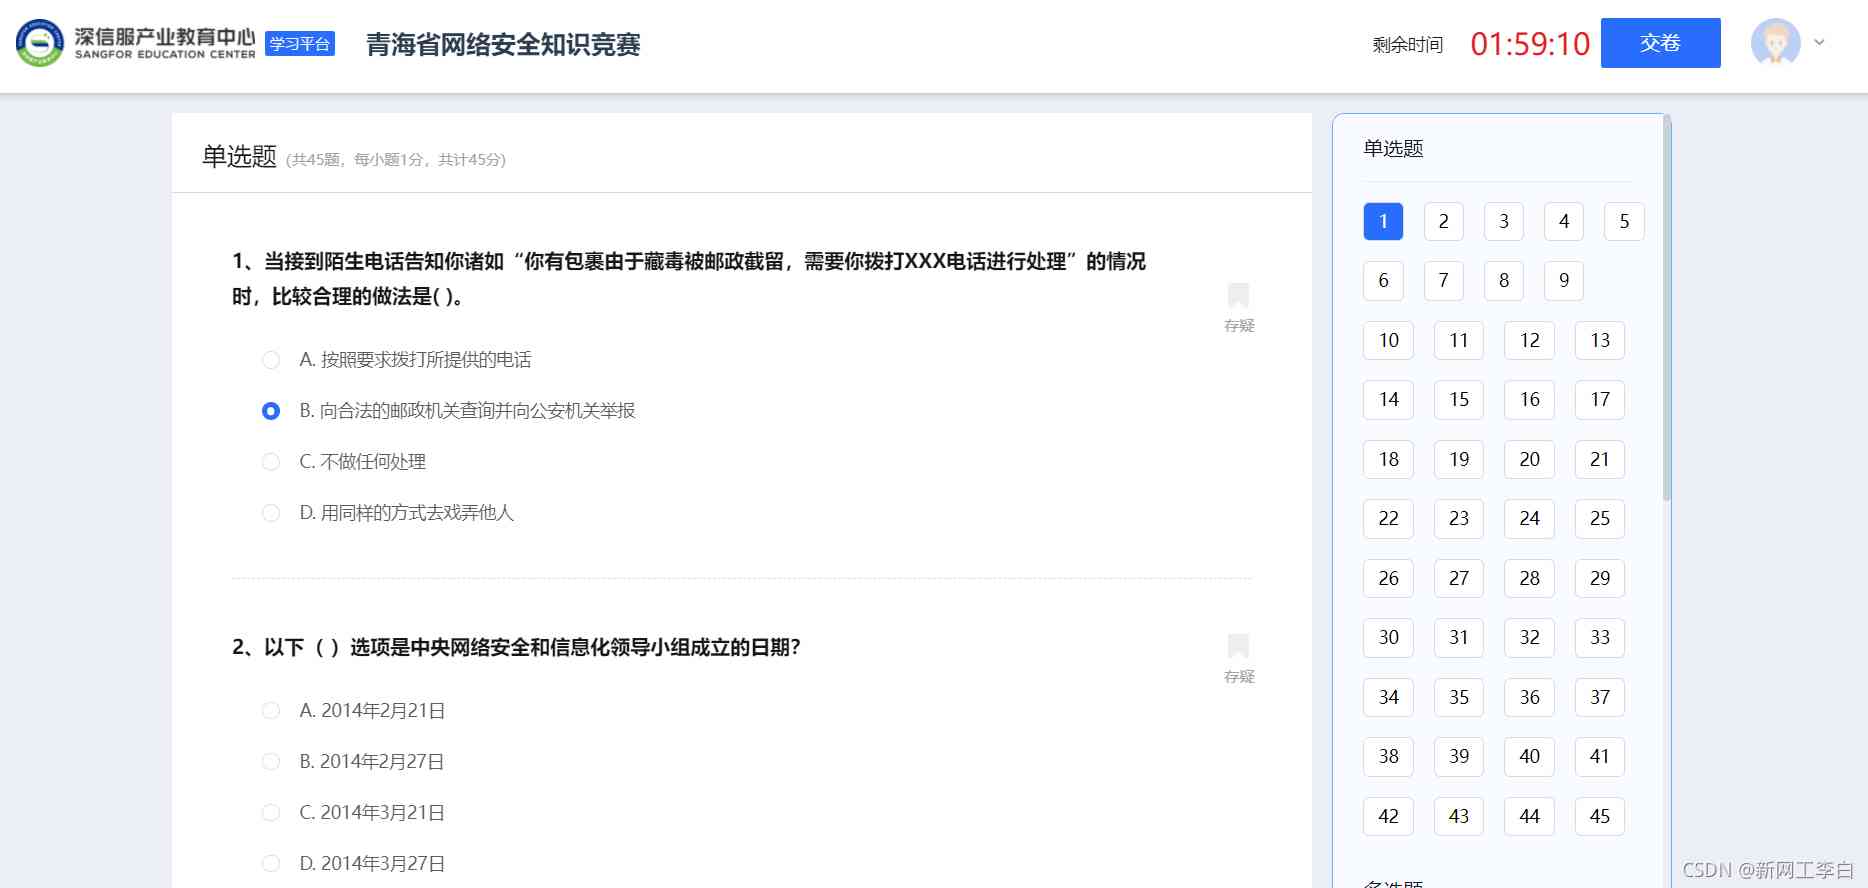 深信服产业教育中心
SANGFOR EDUCATION CENTER
学习平台
青海省网络安全知识竞赛
剩余时间
01:59:10
交卷
单选题 (共45题，每小题1分，共计45分)
1、当接到陌生电话告知你诸如“你有包裹由于藏毒被邮政截留，需要你拨打XXX电话进行处理”的情况
时，比较合理的做法是( )。
存疑
A. 按照要求拨打所提供的电话
B. 向合法的邮政机关查询并向公安机关举报
C. 不做任何处理
D. 用同样的方式去戏弄他人
2、以下（ ）选项是中央网络安全和信息化领导小组成立的日期?
存疑
A. 2014年2月21日
B. 2014年2月27日
C. 2014年3月21日
D. 2014年3月27日
单选题
1 2 3 4 5
6 7 8 9
10 11 12 13
14 15 16 17
18 19 20 21
22 23 24 25
26 27 28 29
30 31 32 33
34 35 36 37
38 39 40 41
42 43 44 45
多选题
CSDN @新网工李白